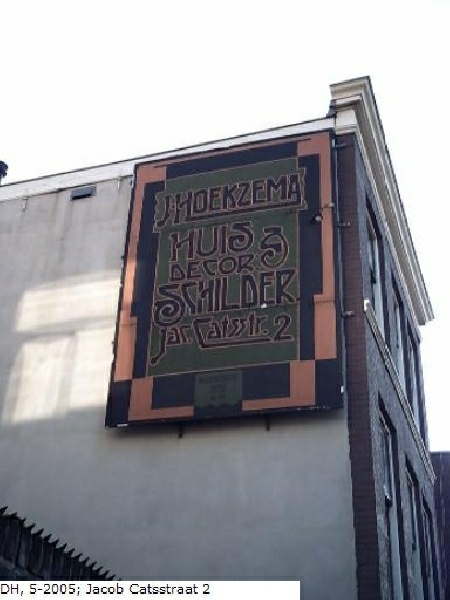 J. HOEKZEMA
HUIS &
DECOR
SCHILDER
Jac. Catsstr. 2
DH, 5-2005; Jacob Catsstraat 2